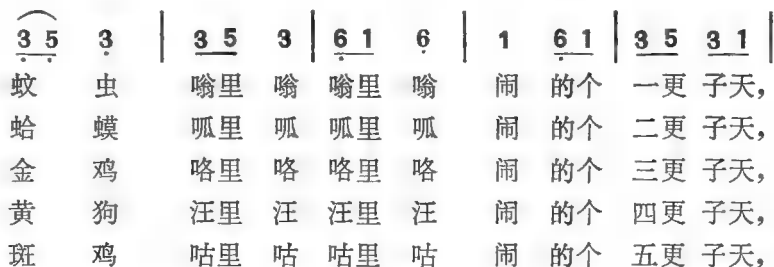 3 5 3 | 3 5 3 | 6 1 6 | 1 6 1 | 3 5 3 1 |
蚊 虫 嗡里 嗡 嗡里 嗡 闹 的个 一更 子天，
蛤 蟆 呱里 呱 呱里 呱 闹 的个 二更 子天，
金 鸡 咯里 咯 咯里 咯 闹 的个 三更 子天，
黄 狗 汪里 汪 汪里 汪 闹 的个 四更 子天，
斑 鸡 咕里 咕 咕里 咕 闹 的个 五更 子天，